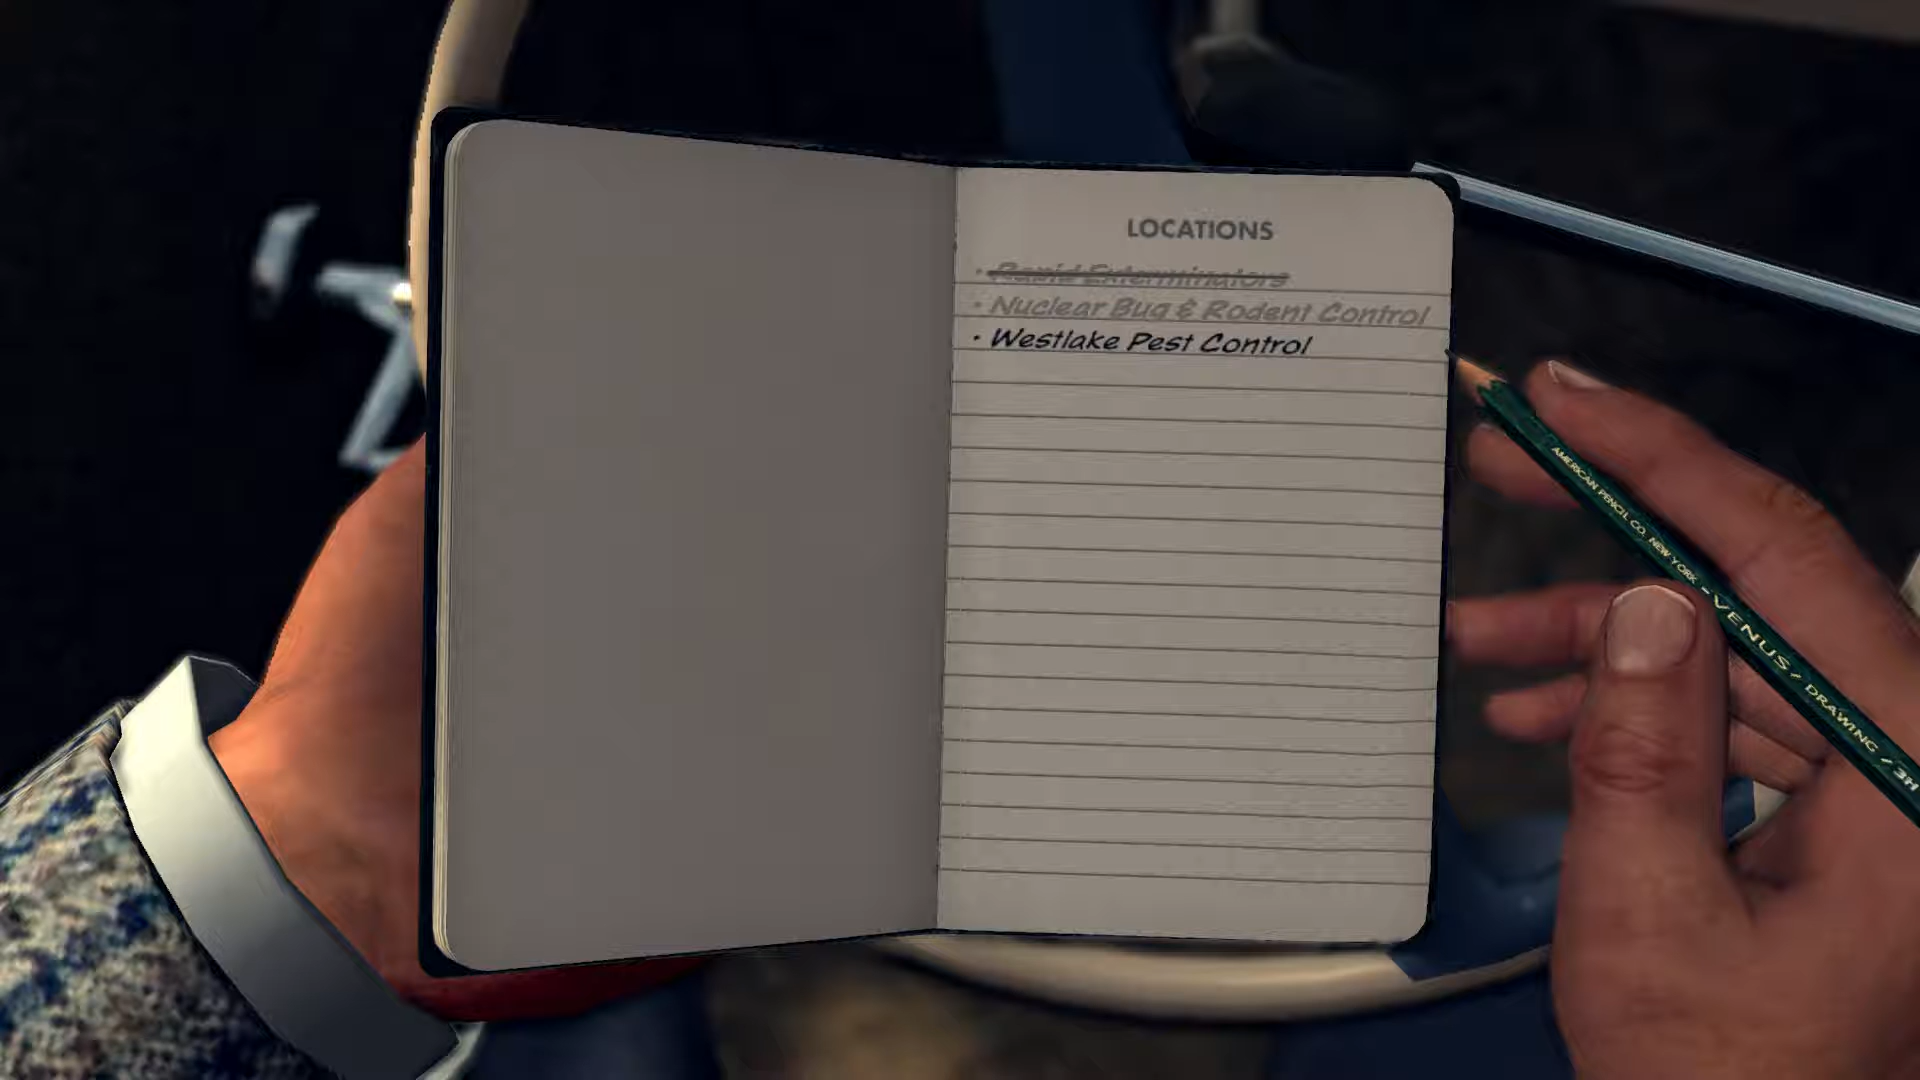 LOCATIONS
· Rapid Exterminators
· Nuclear Bug & Rodent Control
· Westlake Pest Control
AMERICAN PENCIL CO. NEW YORK -VENUS/ DRAWING / 3H